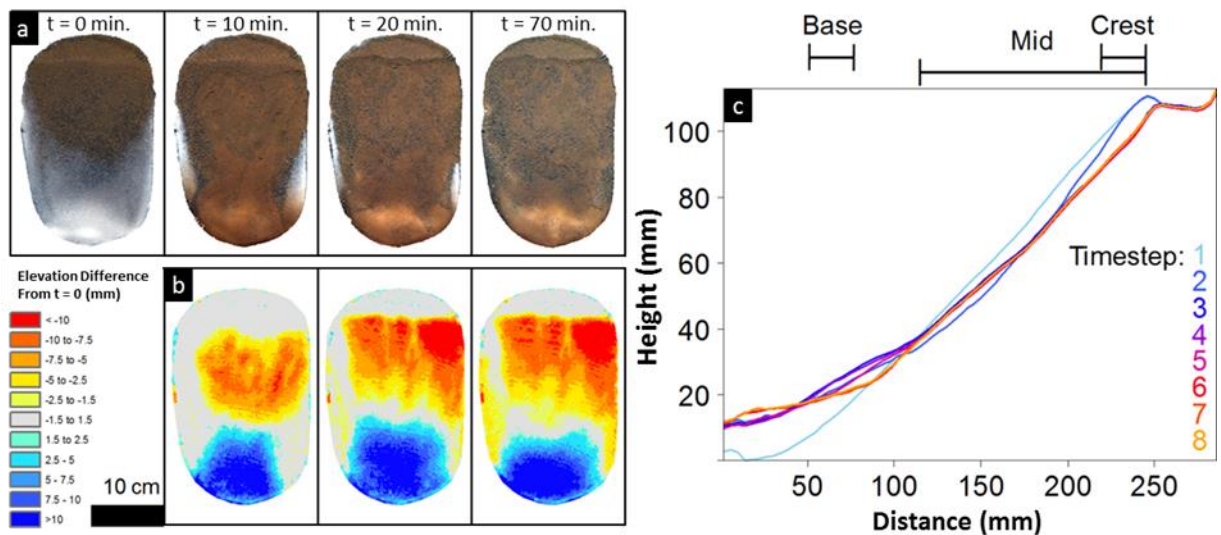 a
t = 0 min.
t = 10 min.
t = 20 min.
t = 70 min.
Elevation Difference
From t = 0 (mm)
< -10
-10 to -7.5
-7.5 to -5
-5 to -2.5
-2.5 to -1.5
-1.5 to 1.5
1.5 to 2.5
2.5 - 5
5 - 7.5
7.5 - 10
>10
10 cm
b
Base
Mid
Crest
c
Height (mm)
100
80
60
40
20
50
100
150
200
250
Distance (mm)
Timestep: 1
2
3
4
5
6
7
8